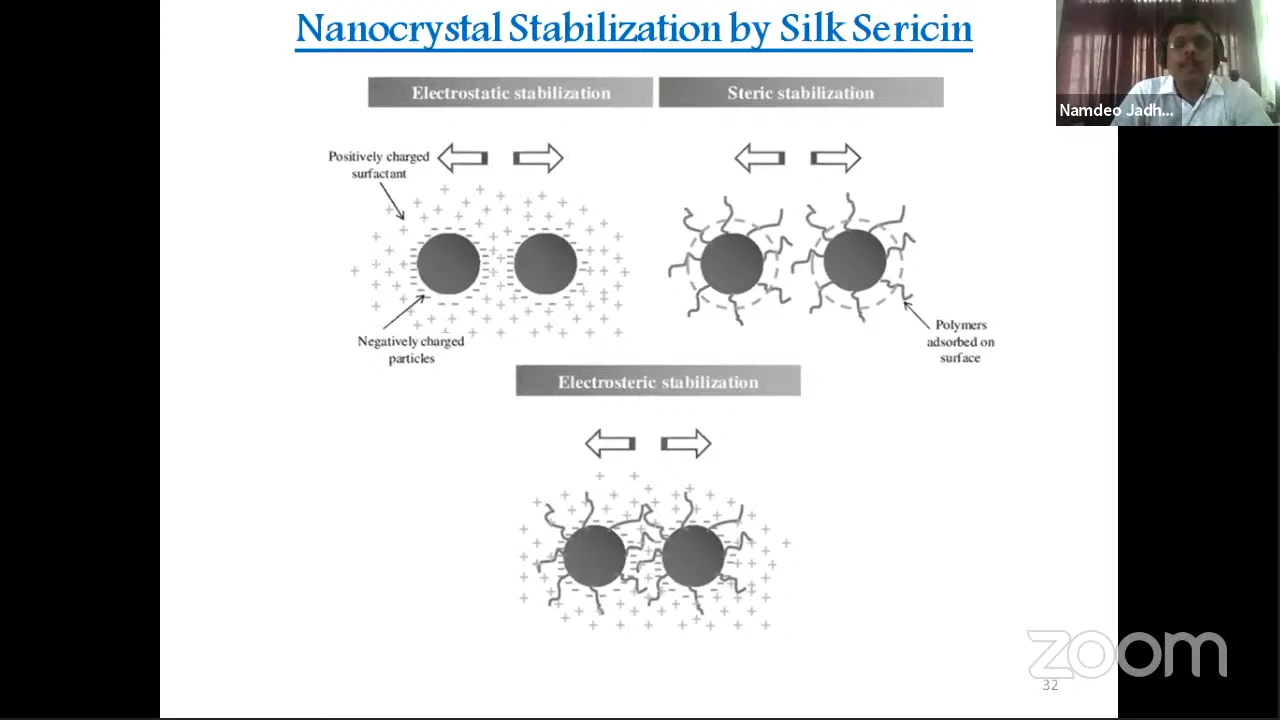 Nanocrystal Stabilization by Silk Sericin
Namdeo Jadh...
Electrostatic stabilization
Steric stabilization
Positively charged
surfactant
Negatively charged
particles
Polymers
adsorbed on
surface
Electrosteric stabilization
zoom
32